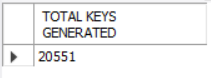 TOTAL KEYS
GENERATED
20551